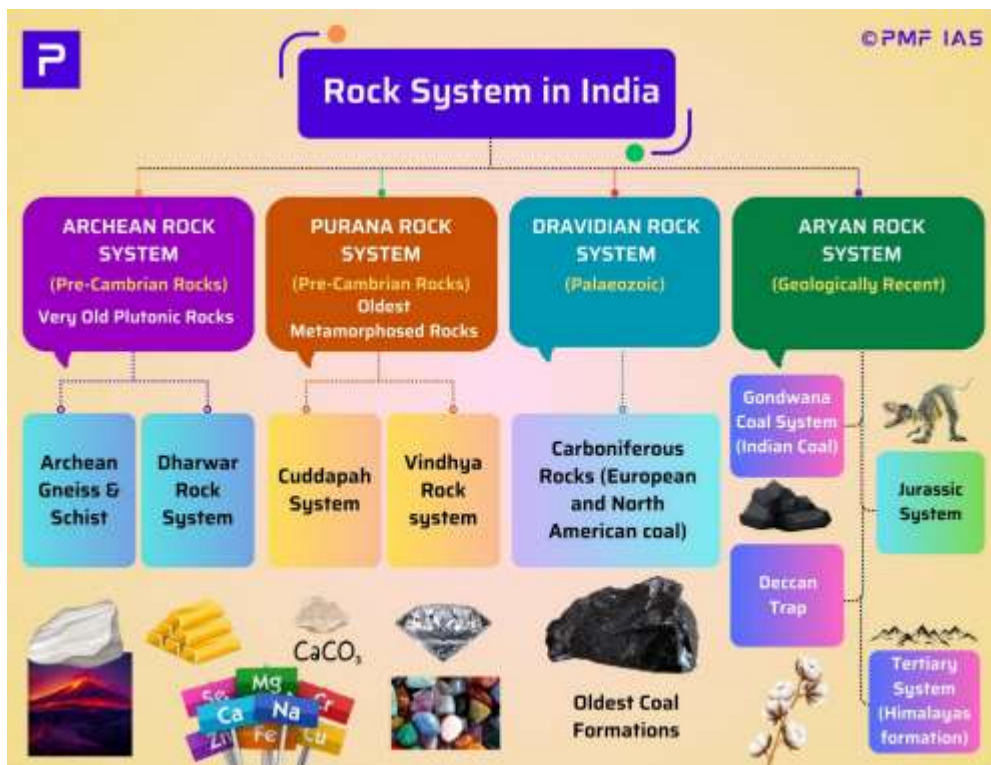 P
©PMF IAS
Rock System in India
ARCHEAN ROCK
SYSTEM
(Pre-Cambrian Rocks)
Very Old Plutonic Rocks
PURANA ROCK
SYSTEM
(Pre-Cambrian Rocks)
Oldest
Metamorphosed Rocks
DRAVIDIAN ROCK
SYSTEM
(Palaeozoic)
ARYAN ROCK
SYSTEM
(Geologically Recent)
Archean
Gneiss &
Schist
Dharwar
Rock
System
Cuddapah
System
Vindhya
Rock
system
Carboniferous
Rocks (European
and North
American coal)
Gondwana
Coal System
(Indian Coal)
Jurassic
System
Deccan
Trap
Tertiary
System
(Himalayas
formation)
CaCO₃
Se
Mg
Cr
Ca
Na
Zn
Fe
Cu
Oldest Coal
Formations